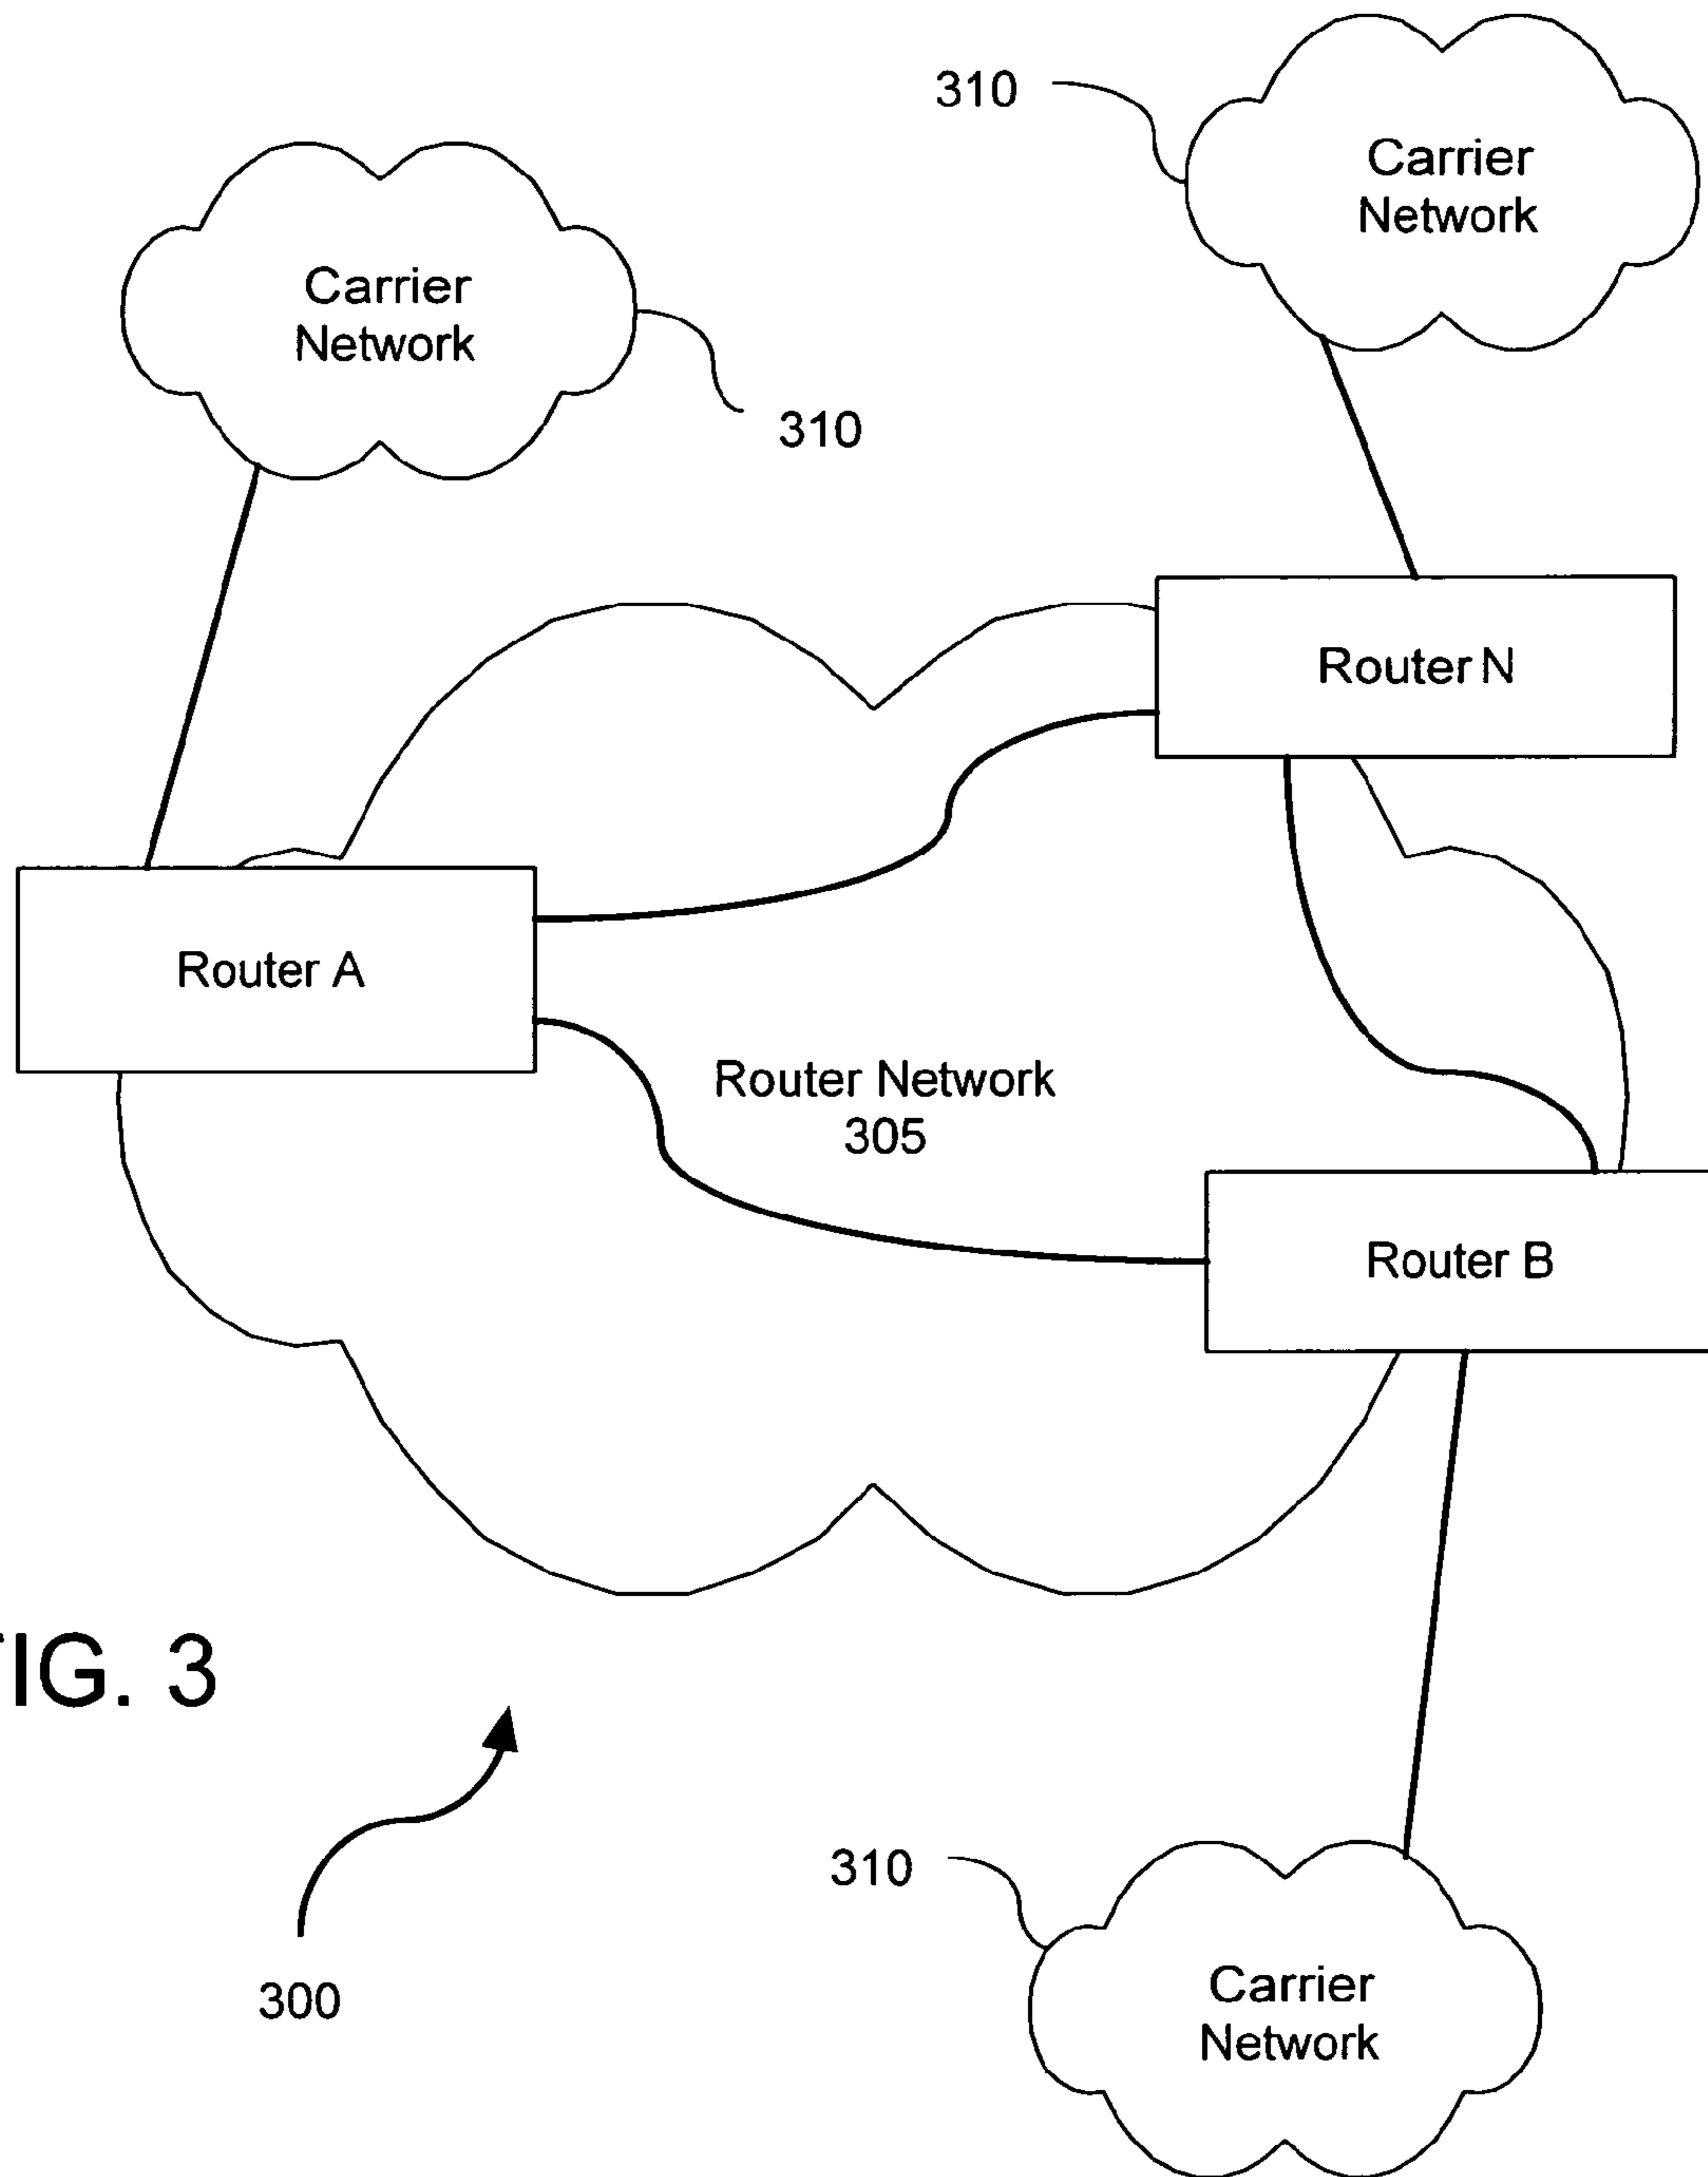 310
Carrier
Network
Carrier
Network
310
Router N
Router A
Router Network
305
Router B
IG. 3
310
Carrier
Network
300